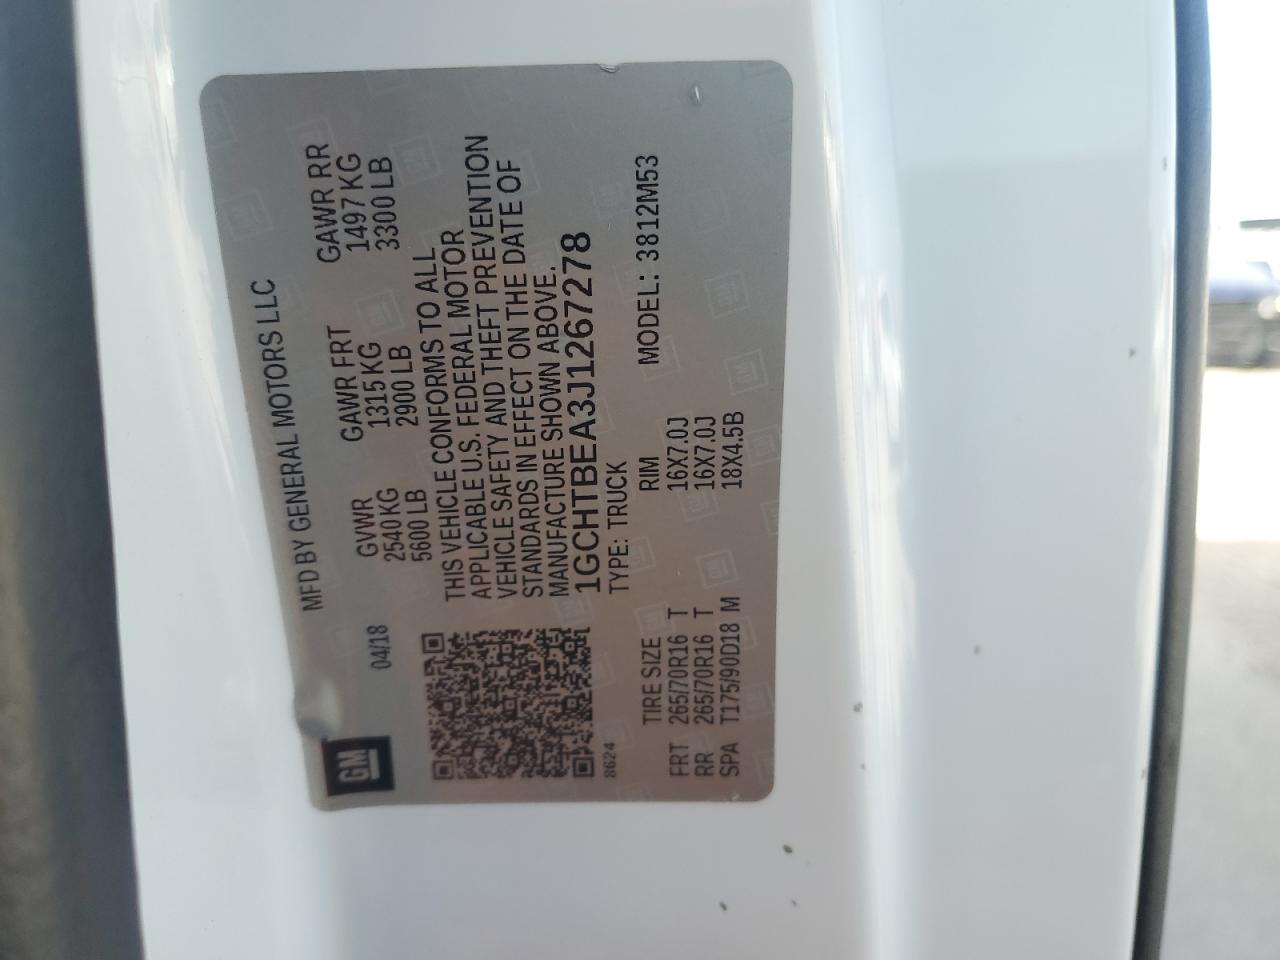 GM
MFD BY GENERAL MOTORS LLC
04/18
GVWR GAWR FRT GAWR RR
2540 KG 1315 KG 1497 KG
5600 LB 2900 LB 3300 LB
THIS VEHICLE CONFORMS TO ALL
APPLICABLE U.S. FEDERAL MOTOR
VEHICLE SAFETY AND THEFT PREVENTION
STANDARDS IN EFFECT ON THE DATE OF
MANUFACTURE SHOWN ABOVE.
1GCHTBEA3J1267278
8624
TYPE: TRUCK MODEL: 3812M53
TIRE SIZE RIM
FRT 265/70R16 T 16X7.0J
RR 265/70R16 T 16X7.0J
SPA T175/90D18 M 18X4.5B